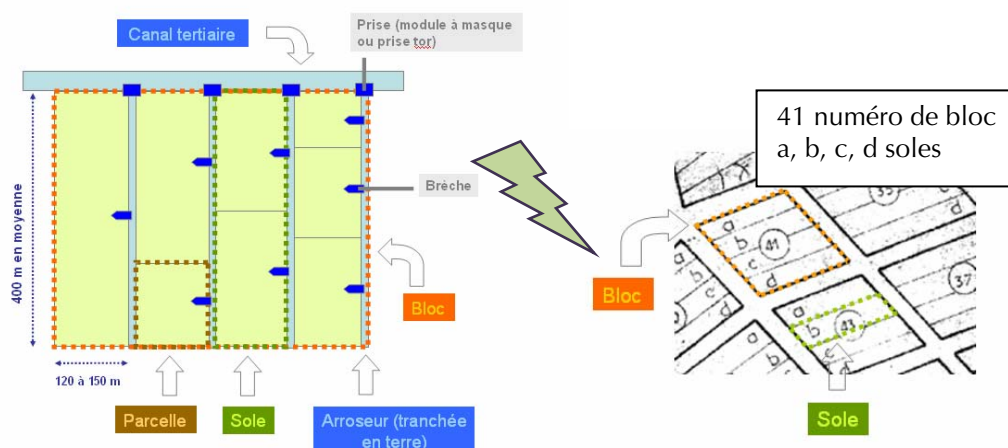 Canal tertiaire
Prise (module à masque
ou prise tor)
400 m en moyenne
Brèche
Bloc
120 à 150 m
Parcelle
Sole
Arroseur (tranchée
en terre)
41 numéro de bloc
a, b, c, d soles
Bloc
a
b
c
d
41
35
d
37
a
b
c
d
43
a
b
c
d
a
b
Sole